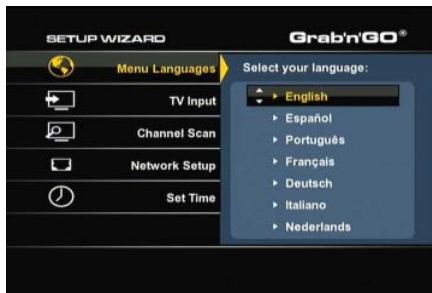 SETUP WIZARD
Grab'n'GO®
Menu Languages
TV Input
Channel Scan
Network Setup
Set Time
Select your language:
English
Español
Português
Français
Deutsch
Italiano
Nederlands